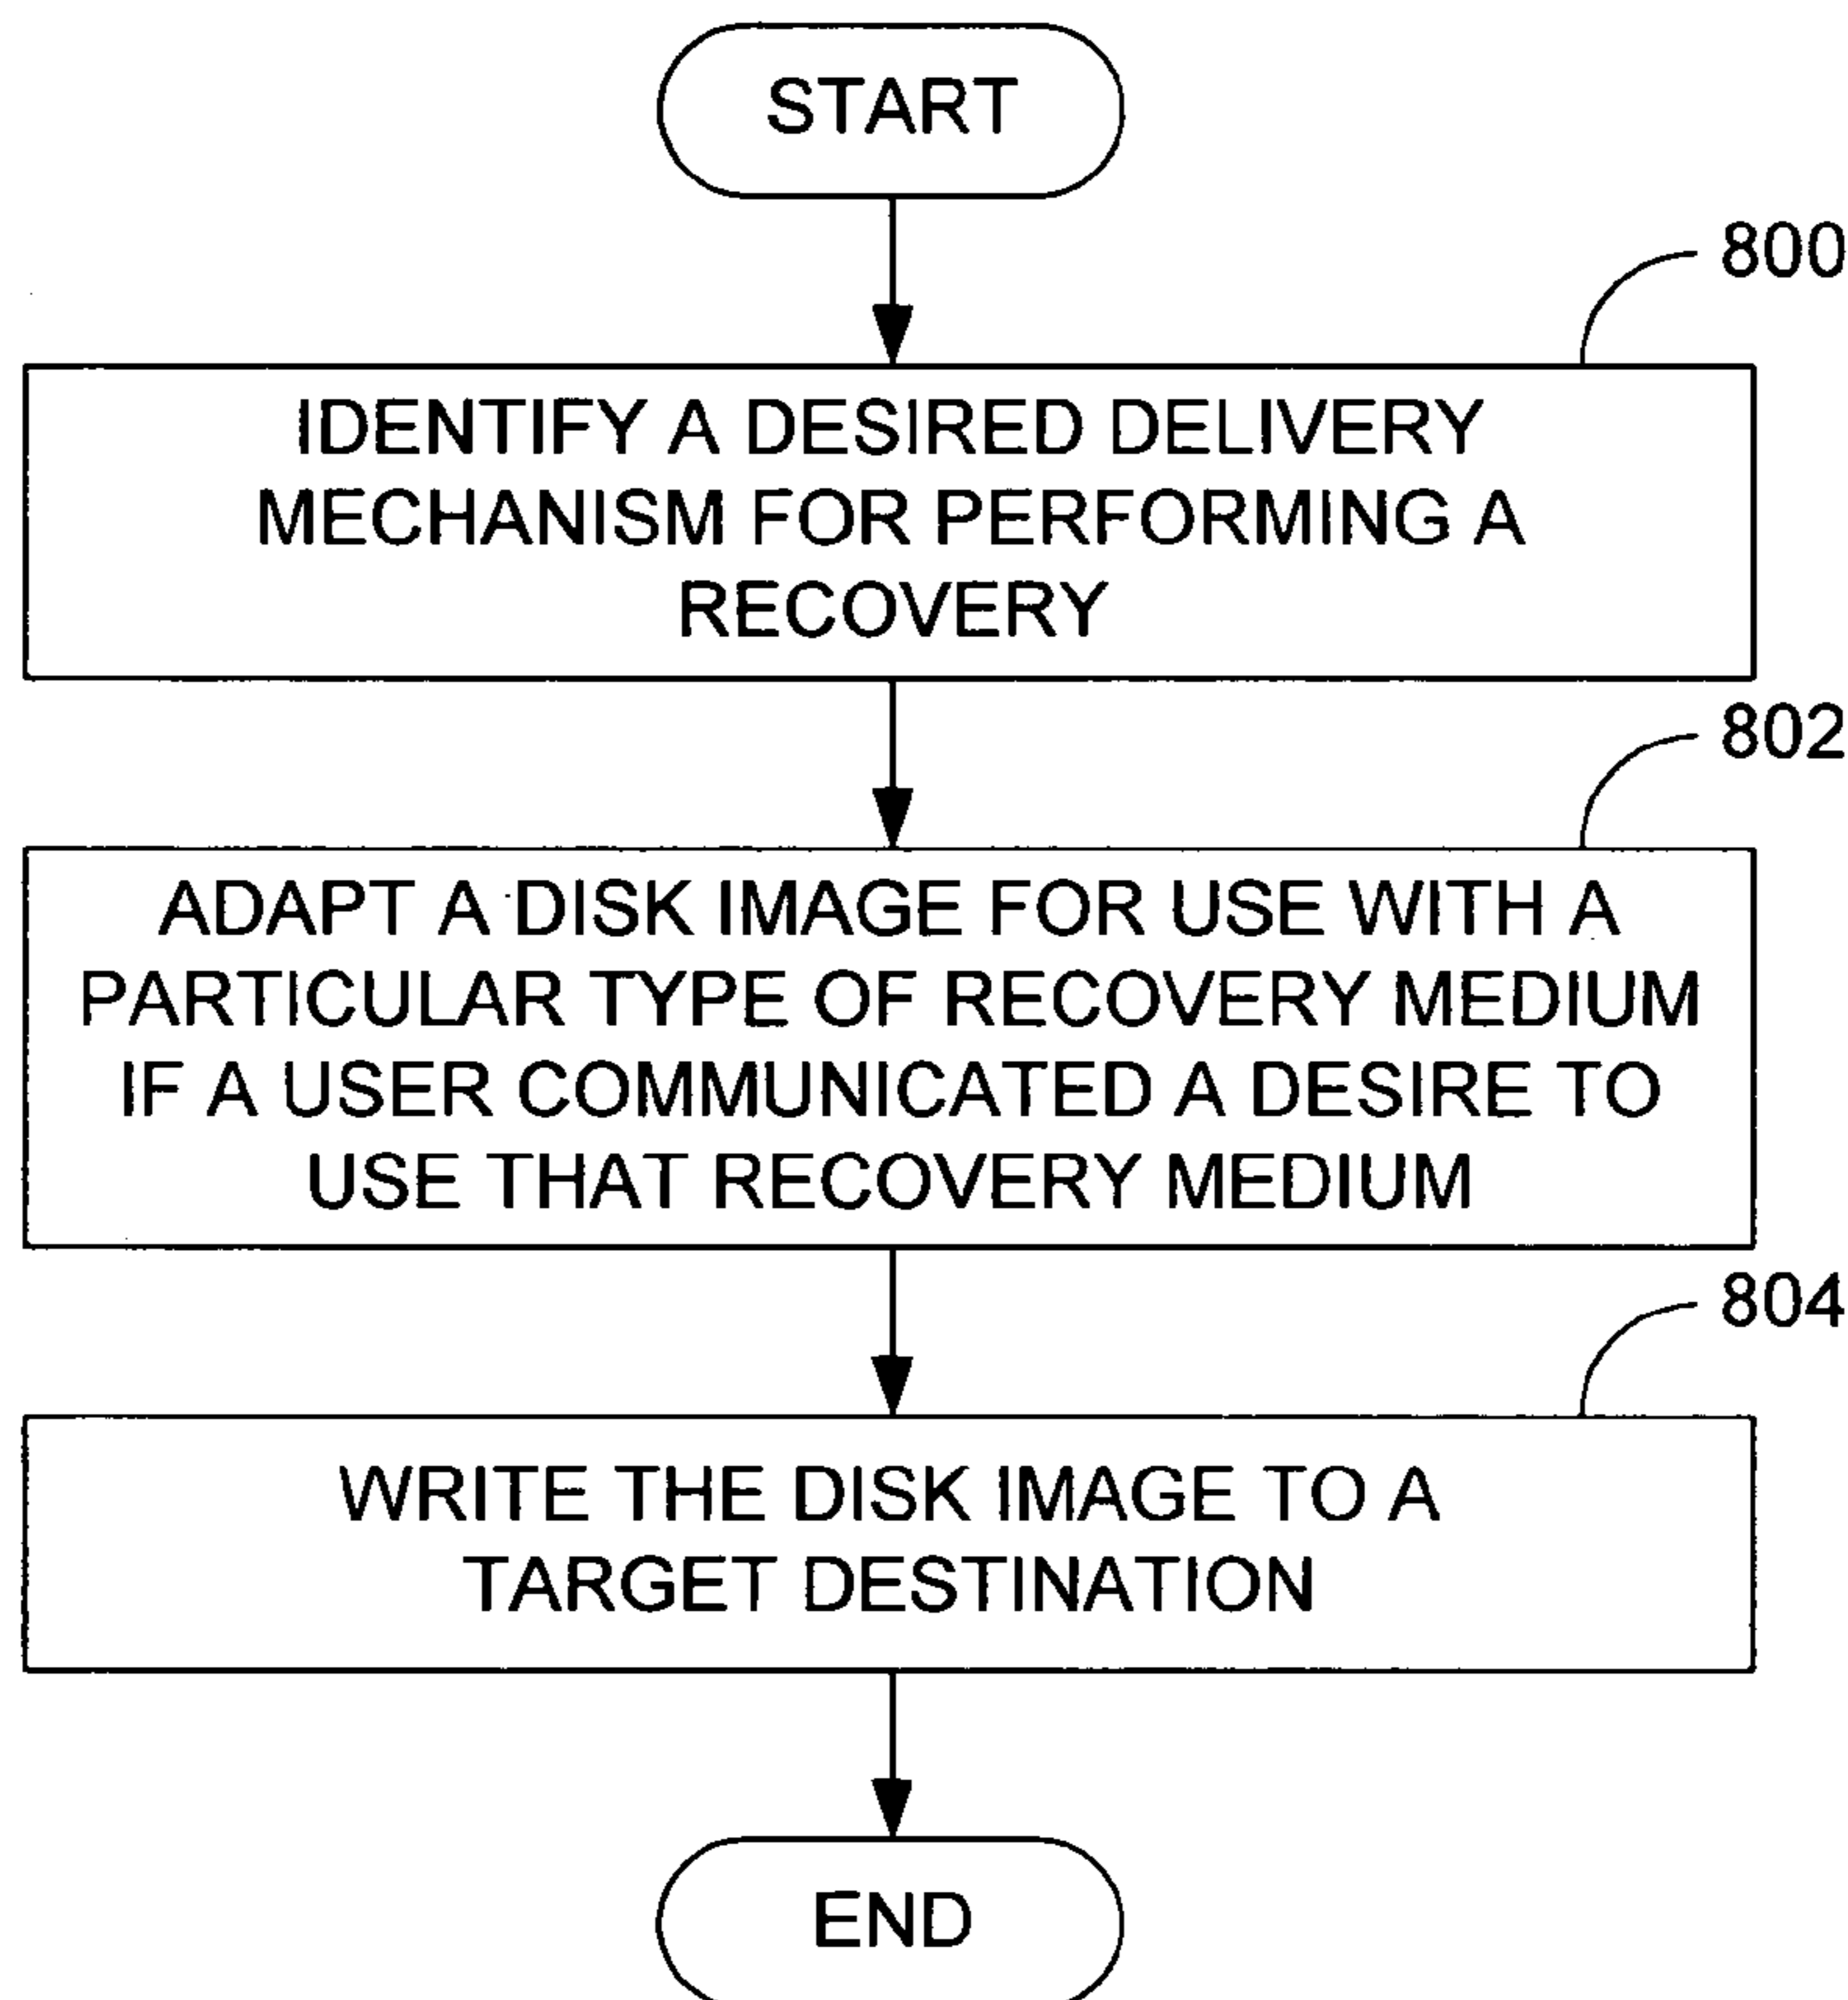 START
800
IDENTIFY A DESIRED DELIVERY
MECHANISM FOR PERFORMING A
RECOVERY
802
ADAPT A DISK IMAGE FOR USE WITH A
PARTICULAR TYPE OF RECOVERY MEDIUM
IF A USER COMMUNICATED A DESIRE TO
USE THAT RECOVERY MEDIUM
804
WRITE THE DISK IMAGE TO A
TARGET DESTINATION
END